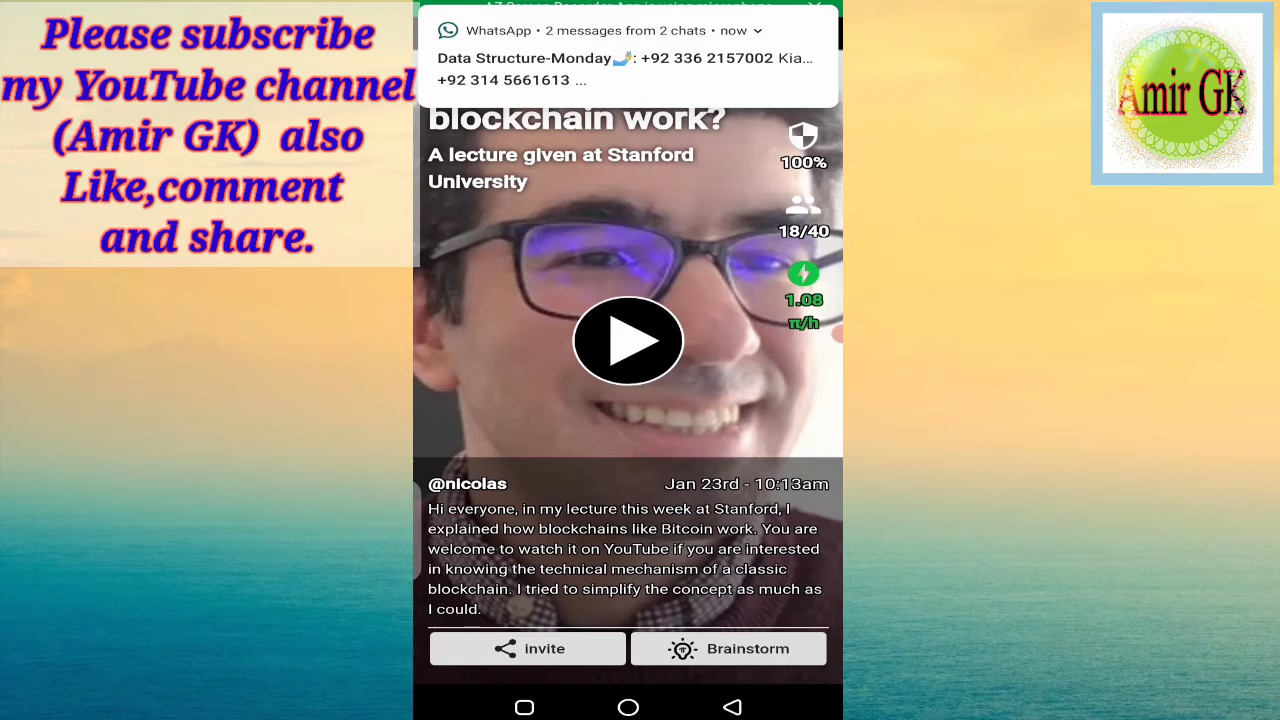 Please subscribe
my YouTube channel
(Amir GK) also
Like,comment
and share.
WhatsApp • 2 messages from 2 chats • now
Data Structure-Monday🤳: +92 336 2157002 Kia...
+92 314 5661613 ...
blockchain work?
A lecture given at Stanford
University
100%
18/40
1.08
π/h
@nicolas
Jan 23rd - 10:13am
Hi everyone, in my lecture this week at Stanford, I
explained how blockchains like Bitcoin work. You are
welcome to watch it on YouTube if you are interested
in knowing the technical mechanism of a classic
blockchain. I tried to simplify the concept as much as
I could.
invite
Brainstorm
Amir GK